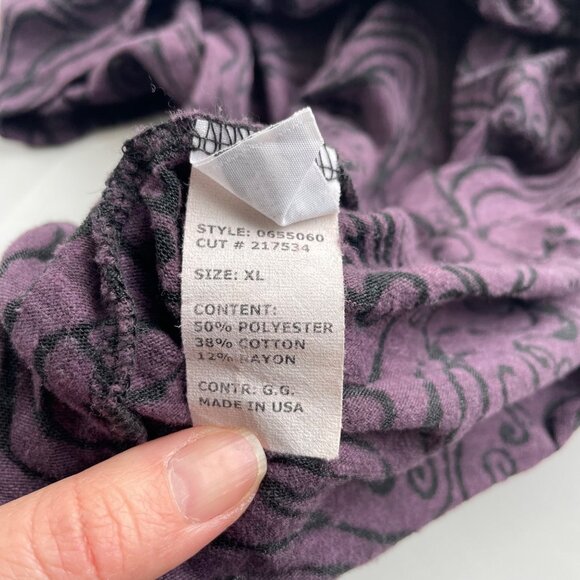 STYLE: 0655060
CUT # 217534
SIZE: XL
CONTENT:
50% POLYESTER
38% COTTON
12% RAYON
CONTR: G.G.
MADE IN USA